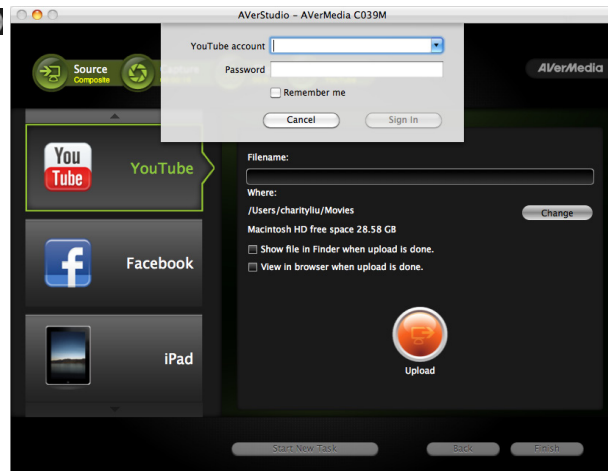 AVerStudio – AVerMedia C039M
YouTube account
Password
Remember me
Cancel
Sign In
Source
Composite
AVerMedia
You
Tube
YouTube
Facebook
iPad
Filename:
Where:
/Users/charityliu/Movies
Change
Macintosh HD free space 28.58 GB
Show file in Finder when upload is done.
View in browser when upload is done.
Upload
Start New Task
Back
Finish